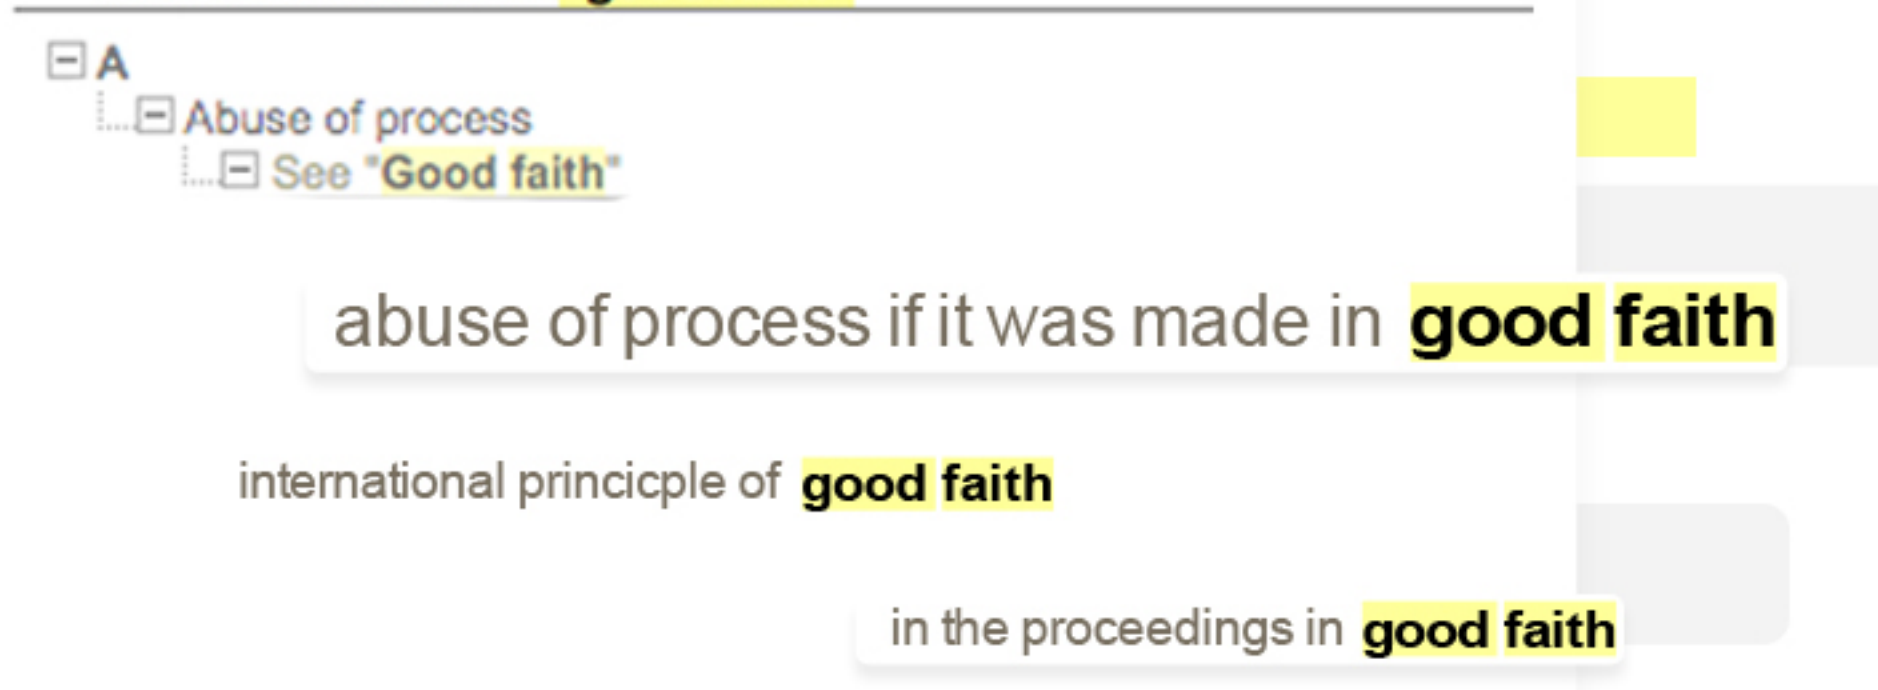 A
Abuse of process
See "Good faith"
abuse of process if it was made in good faith
international princicple of good faith
in the proceedings in good faith